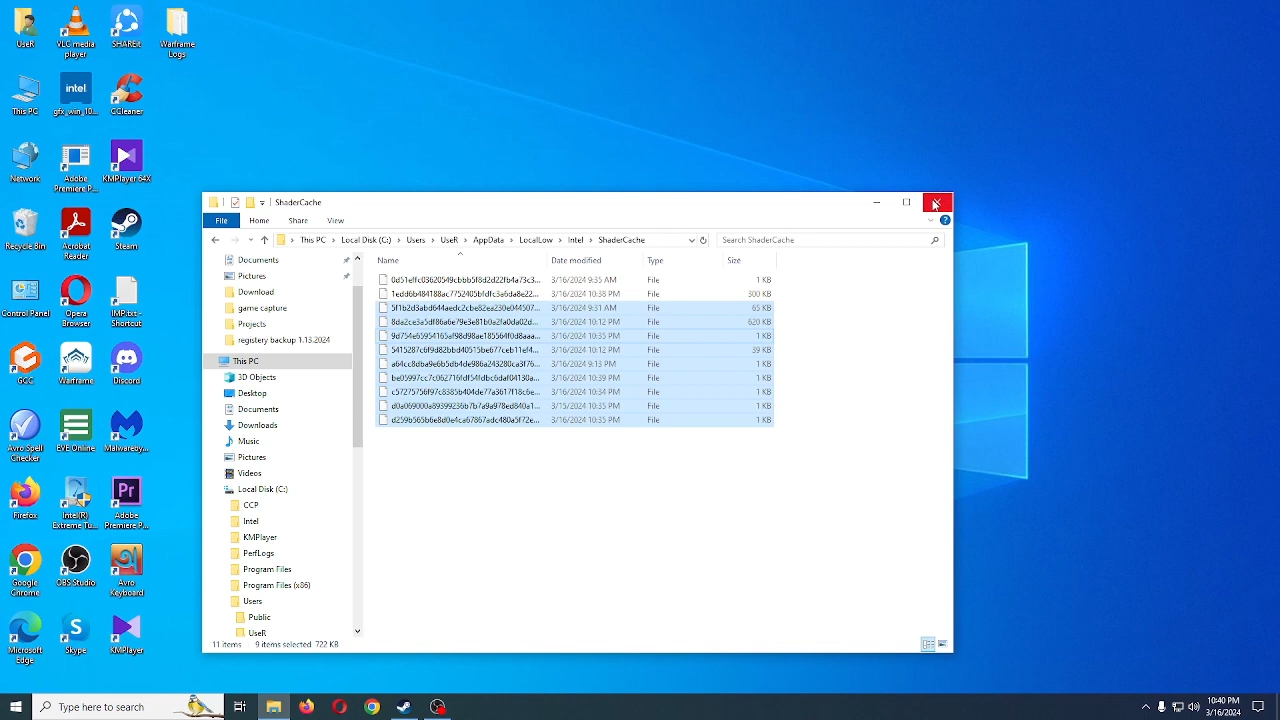 UseR
VLC media
player
SHAREit
Warframe
Logs
This PC
intel
gfx_win_10...
CCleaner
Network
Adobe
Premiere P...
KMPlayer 64X
Recycle Bin
Acrobat
Reader
Steam
Control Panel
Opera
Browser
IMP.txt -
Shortcut
GCC
Warframe
Discord
Avro Spell
Checker
EVE Online
Malwareby...
Firefox
Intel(R)
Extreme Tu...
Pr
Adobe
Premiere P...
Google
Chrome
OBS Studio
Avro
Keyboard
Microsoft
Edge
Skype
KMPlayer
ShaderCache
File Home Share View
This PC Local Disk (C:) Users UseR AppData LocalLow Intel ShaderCache
Search ShaderCache
Documents
Pictures
Download
game capture
Projects
registery backup 1.13.2024
This PC
3D Objects
Desktop
Documents
Downloads
Music
Pictures
Videos
Local Disk (C:)
CCP
Intel
KMPlayer
PerfLogs
Program Files
Program Files (x86)
Users
Public
UseR
Name Date modified Type Size
3/16/2024 9:35 AM File 1 KB
3/16/2024 10:38 PM File 300 KB
3/16/2024 9:31 AM File 65 KB
3/16/2024 10:12 PM File 620 KB
3/16/2024 10:35 PM File 1 KB
3/16/2024 10:12 PM File 39 KB
3/16/2024 9:13 PM File 1 KB
3/16/2024 10:39 PM File 1 KB
3/16/2024 10:34 PM File 1 KB
3/15/2024 10:35 PM File 1 KB
3/16/2024 10:35 PM File 1 KB
11 items 9 items selected 722 KB
Type here to search
10:40 PM
3/16/2024